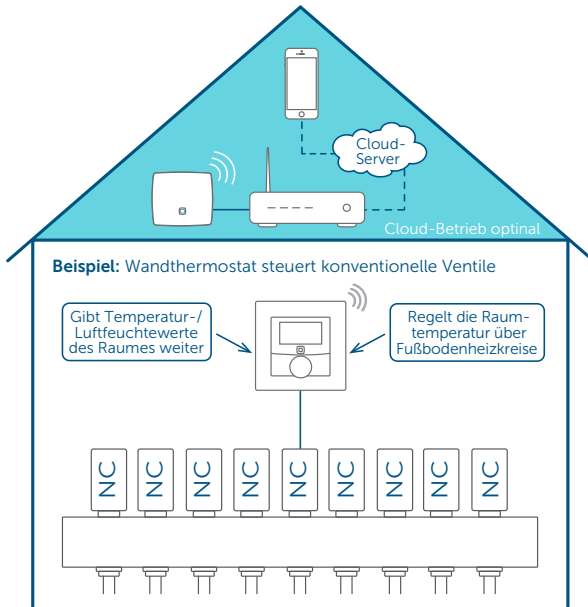 Cloud-
Server
Cloud-Betrieb optinal
Beispiel: Wandthermostat steuert konventionelle Ventile
Gibt Temperatur-/
Luftfeuchtewerte
des Raumes weiter
Regelt die Raum-
temperatur über
Fußbodenheizkreise
NC
NC
NC
NC
NC
NC
NC
NC
NC